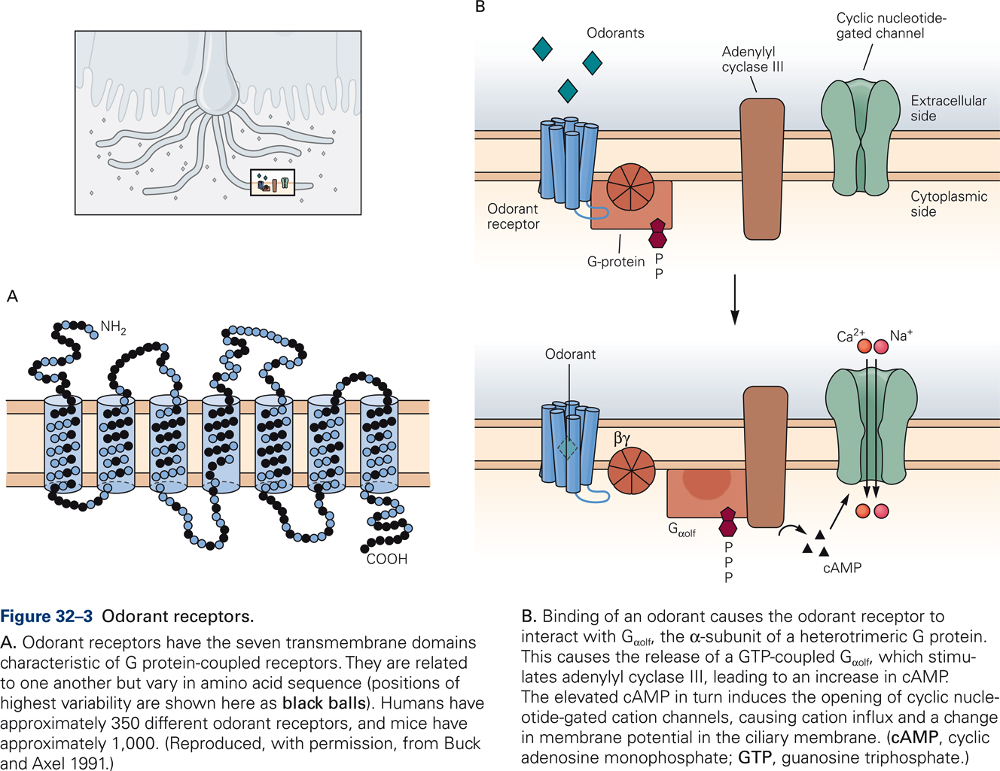 B
Odorants
Cyclic nucleotide-
gated channel
Adenylyl
cyclase III
Extracellular
side
Cytoplasmic
side
Odorant
receptor
G-protein
P
P
A
NH2
COOH
Odorant
βγ
Gαolf
P
P
P
Ca2+
Na+
cAMP
Figure 32–3 Odorant receptors.
A. Odorant receptors have the seven transmembrane domains
characteristic of G protein-coupled receptors. They are related
to one another but vary in amino acid sequence (positions of
highest variability are shown here as black balls). Humans have
approximately 350 different odorant receptors, and mice have
approximately 1,000. (Reproduced, with permission, from Buck
and Axel 1991.)
B. Binding of an odorant causes the odorant receptor to
interact with Gαolf, the α-subunit of a heterotrimeric G protein.
This causes the release of a GTP-coupled Gαolf, which stimu-
lates adenylyl cyclase III, leading to an increase in cAMP.
The elevated cAMP in turn induces the opening of cyclic nucle-
otide-gated cation channels, causing cation influx and a change
in membrane potential in the ciliary membrane. (cAMP, cyclic
adenosine monophosphate; GTP, guanosine triphosphate.)